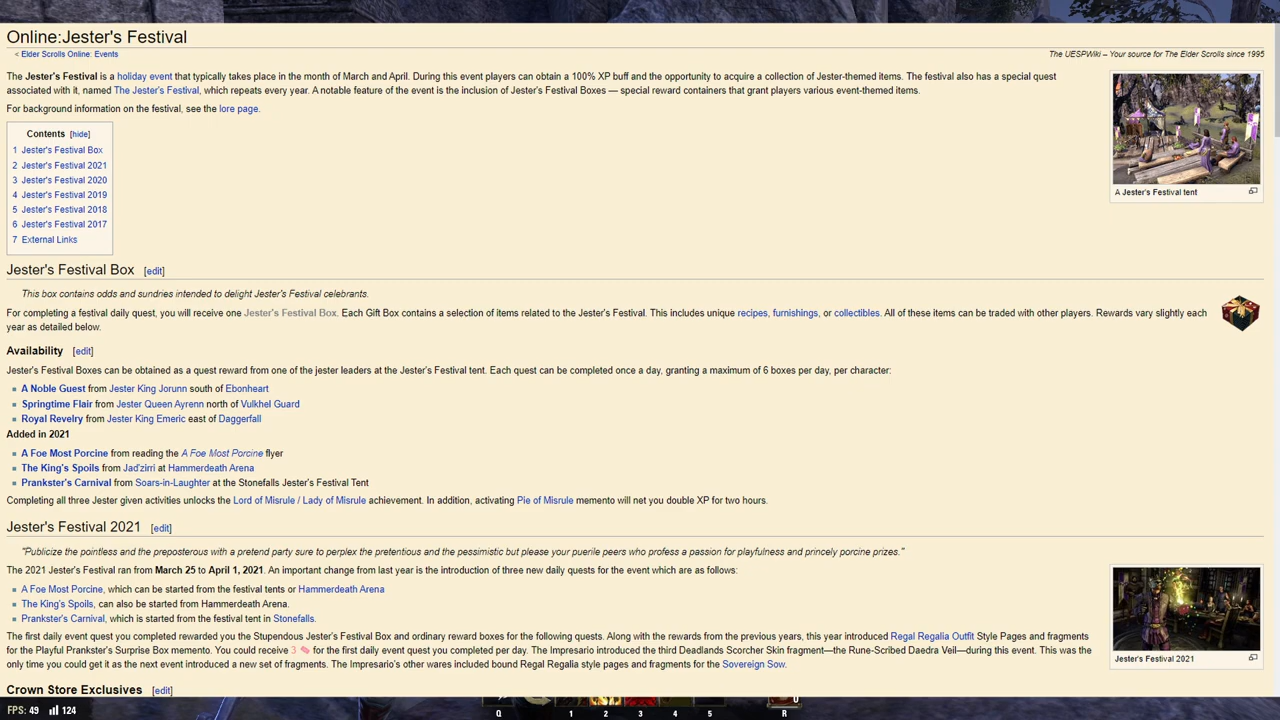 Online:Jester's Festival
< Elder Scrolls Online: Events
The UESPWiki – Your source for The Elder Scrolls since 1995
The Jester's Festival is a holiday event that typically takes place in the month of March and April. During this event players can obtain a 100% XP buff and the opportunity to acquire a collection of Jester-themed items. The festival also has a special quest
associated with it, named The Jester's Festival, which repeats every year. A notable feature of the event is the inclusion of Jester's Festival Boxes — special reward containers that grant players various event-themed items.
For background information on the festival, see the lore page.
A Jester's Festival tent
Contents [hide]
1 Jester's Festival Box
2 Jester's Festival 2021
3 Jester's Festival 2020
4 Jester's Festival 2019
5 Jester's Festival 2018
6 Jester's Festival 2017
7 External Links
Jester's Festival Box [edit]
This box contains odds and sundries intended to delight Jester's Festival celebrants.
For completing a festival daily quest, you will receive one Jester's Festival Box. Each Gift Box contains a selection of items related to the Jester's Festival. This includes unique recipes, furnishings, or collectibles. All of these items can be traded with other players. Rewards vary slightly each
year as detailed below.
Availability [edit]
Jester's Festival Boxes can be obtained as a quest reward from one of the jester leaders at the Jester's Festival tent. Each quest can be completed once a day, granting a maximum of 6 boxes per day, per character:
A Noble Guest from Jester King Jorunn south of Ebonheart
Springtime Flair from Jester Queen Ayrenn north of Vulkhel Guard
Royal Revelry from Jester King Emeric east of Daggerfall
Added in 2021
A Foe Most Porcine from reading the A Foe Most Porcine flyer
The King's Spoils from Jad'zirri at Hammerdeath Arena
Prankster's Carnival from Soars-in-Laughter at the Stonefalls Jester's Festival Tent
Completing all three Jester given activities unlocks the Lord of Misrule / Lady of Misrule achievement. In addition, activating Pie of Misrule memento will net you double XP for two hours.
Jester's Festival 2021 [edit]
"Publicize the pointless and the preposterous with a pretend party sure to perplex the pretentious and the pessimistic but please your puerile peers who profess a passion for playfulness and princely porcine prizes."
The 2021 Jester's Festival ran from March 25 to April 1, 2021. An important change from last year is the introduction of three new daily quests for the event which are as follows:
A Foe Most Porcine, which can be started from the festival tents or Hammerdeath Arena
The King's Spoils, can also be started from Hammerdeath Arena.
Prankster's Carnival, which is started from the festival tent in Stonefalls.
The first daily event quest you completed rewarded you the Stupendous Jester's Festival Box and ordinary reward boxes for the following quests. Along with the rewards from the previous years, this year introduced Regal Regalia Outfit Style Pages and fragments
for the Playful Prankster's Surprise Box memento. You could receive 3 for the first daily event quest you completed per day. The Impresario introduced the third Deadlands Scorcher Skin fragment—the Rune-Scribed Daedra Veil—during this event. This was the
only time you could get it as the next event introduced a new set of fragments. The Impresario's other wares included bound Regal Regalia style pages and fragments for the Sovereign Sow.
Jester's Festival 2021
Crown Store Exclusives [edit]
FPS: 49 124
Q 1 2 3 4 5 R
0